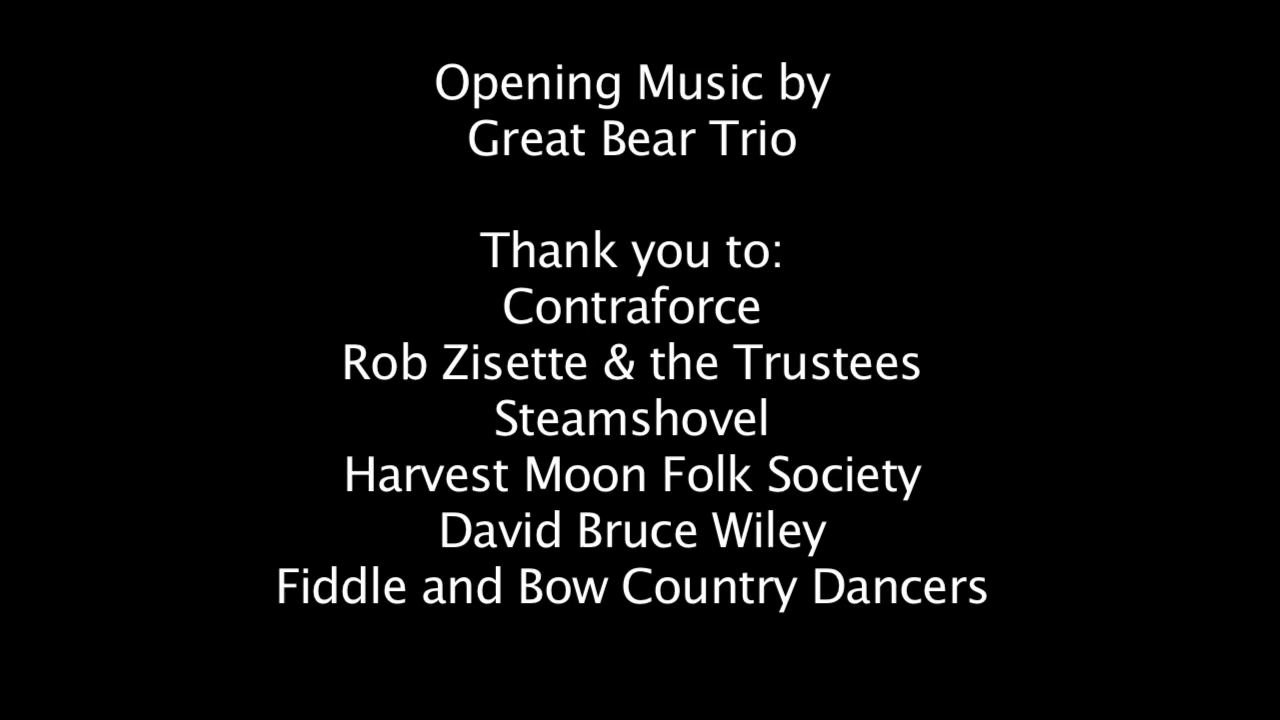 Opening Music by
Great Bear Trio
Thank you to:
Contraforce
Rob Zisette & the Trustees
Steamshovel
Harvest Moon Folk Society
David Bruce Wiley
Fiddle and Bow Country Dancers